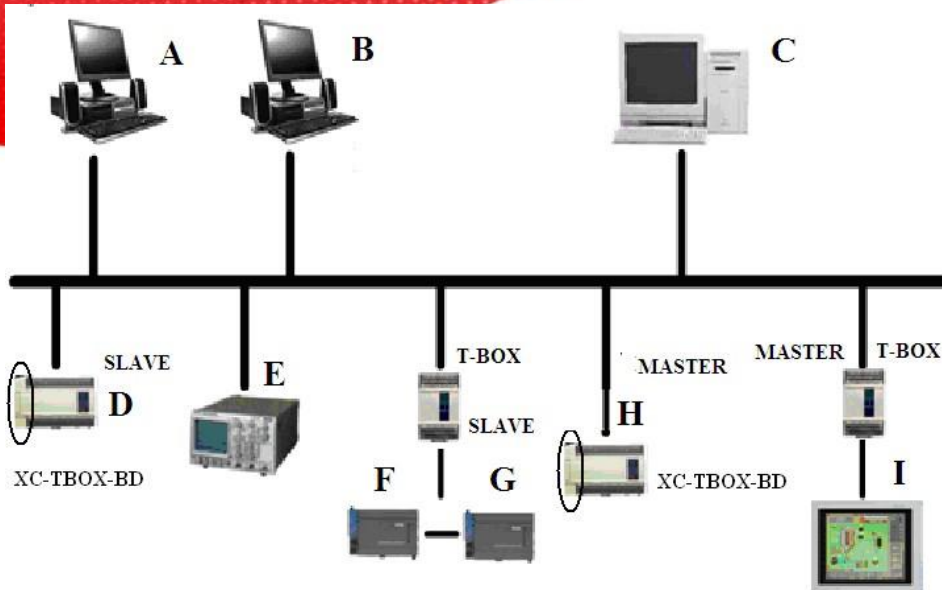 A
B
C
SLAVE
D
XC-TBOX-BD
E
T-BOX
SLAVE
F
G
MASTER
H
XC-TBOX-BD
MASTER
T-BOX
I